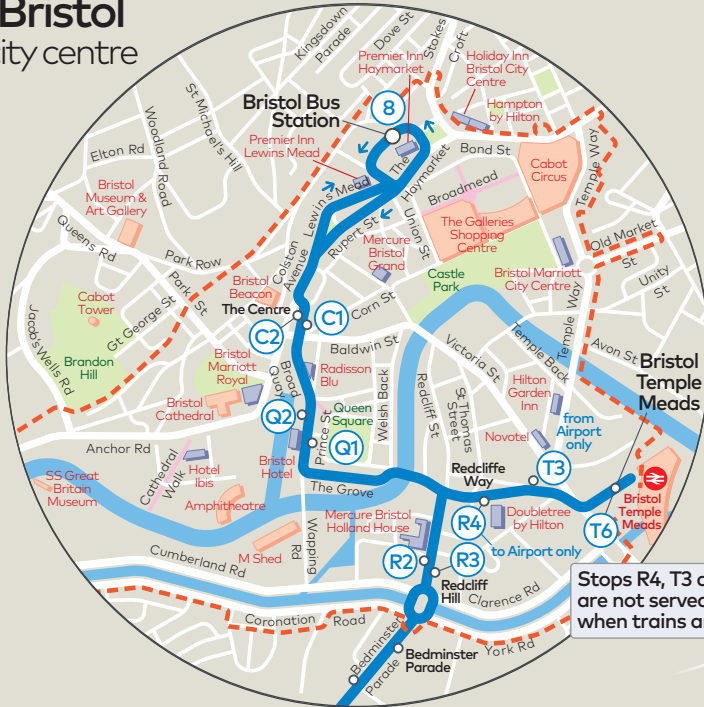 Bristol
city centre
Kingsdown
Parade
Dove St
Stokes
Croft
Premier Inn
Haymarket
Holiday Inn
Bristol City
Centre
Hampton
by Hilton
St Michael's Hill
Woodland Road
Elton Rd
Bristol Bus
Station
8
Premier Inn
Lewins Mead
Bond St
Temple Way
Cabot
Circus
The
Haymarket
Lewins Mead
Broadmead
Rupert St
Union St
The Galleries
Shopping
Centre
Old Market
St
Unity
St
Bristol
Museum &
Art Gallery
Queens Rd
Park Row
Park St
Colston
Avenue
Mercure
Bristol
Grand
Castle
Park
Bristol Marriott
City Centre
Temple Way
Bristol
Beacon
The Centre
C2
C1
Corn St
Baldwin St
Cabot
Tower
Gt George St
Jacob's Wells Rd
Brandon
Hill
Bristol
Marriott
Royal
Broad
Quay
Radisson
Blu
Victoria St
Temple Back
Avon St
Bristol
Temple
Meads
Bristol
Cathedral
Q2
Prince St
Queen
Square
Q1
Welsh Back
Redcliff St
St Thomas
Street
Hilton
Garden
Inn
from
Airport
only
Novotel
Anchor Rd
Cathedral
Walk
Hotel
Ibis
Bristol
Hotel
The Grove
Redcliffe
Way
T3
SS Great
Britain
Museum
Amphitheatre
R4
Doubletree
by Hilton
T6
Bristol
Temple
Meads
to Airport only
Mercure Bristol
Holland House
M Shed
Wapping
Rd
R2
R3
Cumberland Rd
Redcliff
Hill
Clarence Rd
Coronation Road
York Rd
Bedminster
Parade
Bedminster
Parade
Stops R4, T3
are not served
when trains